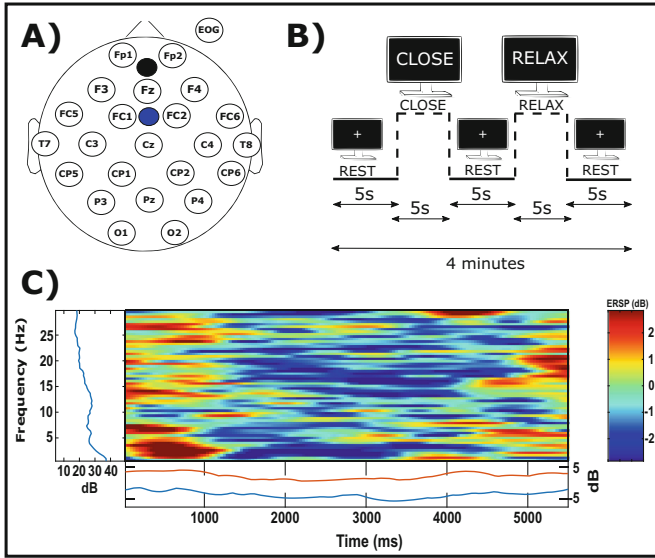 A)
EOG
Fp1 Fp2
F3 Fz F4
FC5 FC1 FC2 FC6
T7 C3 Cz C4 T8
CP5 CP1 CP2 CP6
P3 Pz P4
O1 O2
B)
CLOSE RELAX
CLOSE RELAX
+ + +
REST REST REST
5s 5s 5s
5s 5s
4 minutes
C)
ERSP (dB)
Frequency (Hz)
25
20
15
10
5
10 20 30 40
dB
2
1
0
-1
-2
5
5
dB
1000 2000 3000 4000 5000
Time (ms)